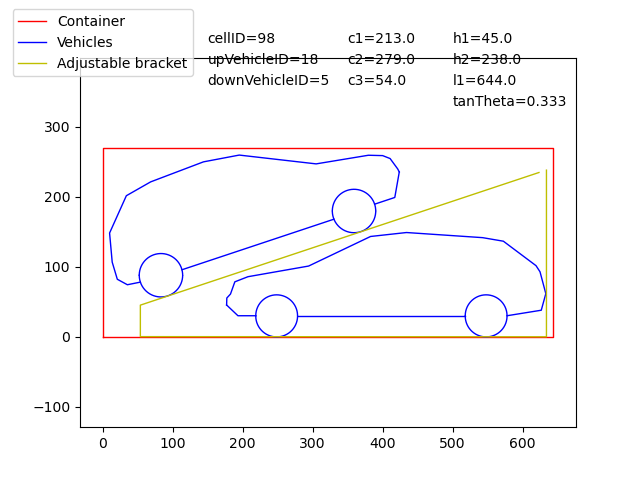 Container
Vehicles
Adjustable bracket
cellID=98 c1=213.0 h1=45.0
upVehicleID=18 c2=279.0 h2=238.0
downVehicleID=5 c3=54.0 l1=644.0
tanTheta=0.333
300
200
100
0
−100
0 100 200 300 400 500 600